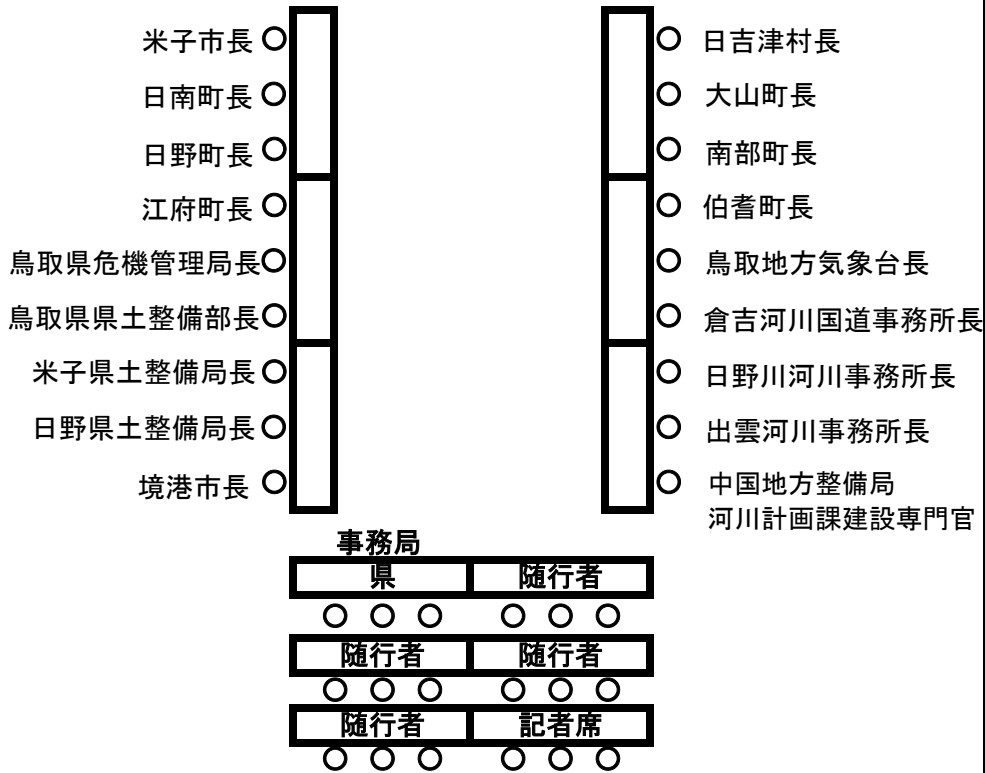 米子市長
日南町長
日野町長
江府町長
鳥取県危機管理局長
鳥取県県土整備部長
米子県土整備局長
日野県土整備局長
境港市長
日吉津村長
大山町長
南部町長
伯耆町長
鳥取地方気象台長
倉吉河川国道事務所長
日野川河川事務所長
出雲河川事務所長
中国地方整備局
河川計画課建設専門官
事務局
県
随行者
随行者
随行者
随行者
記者席